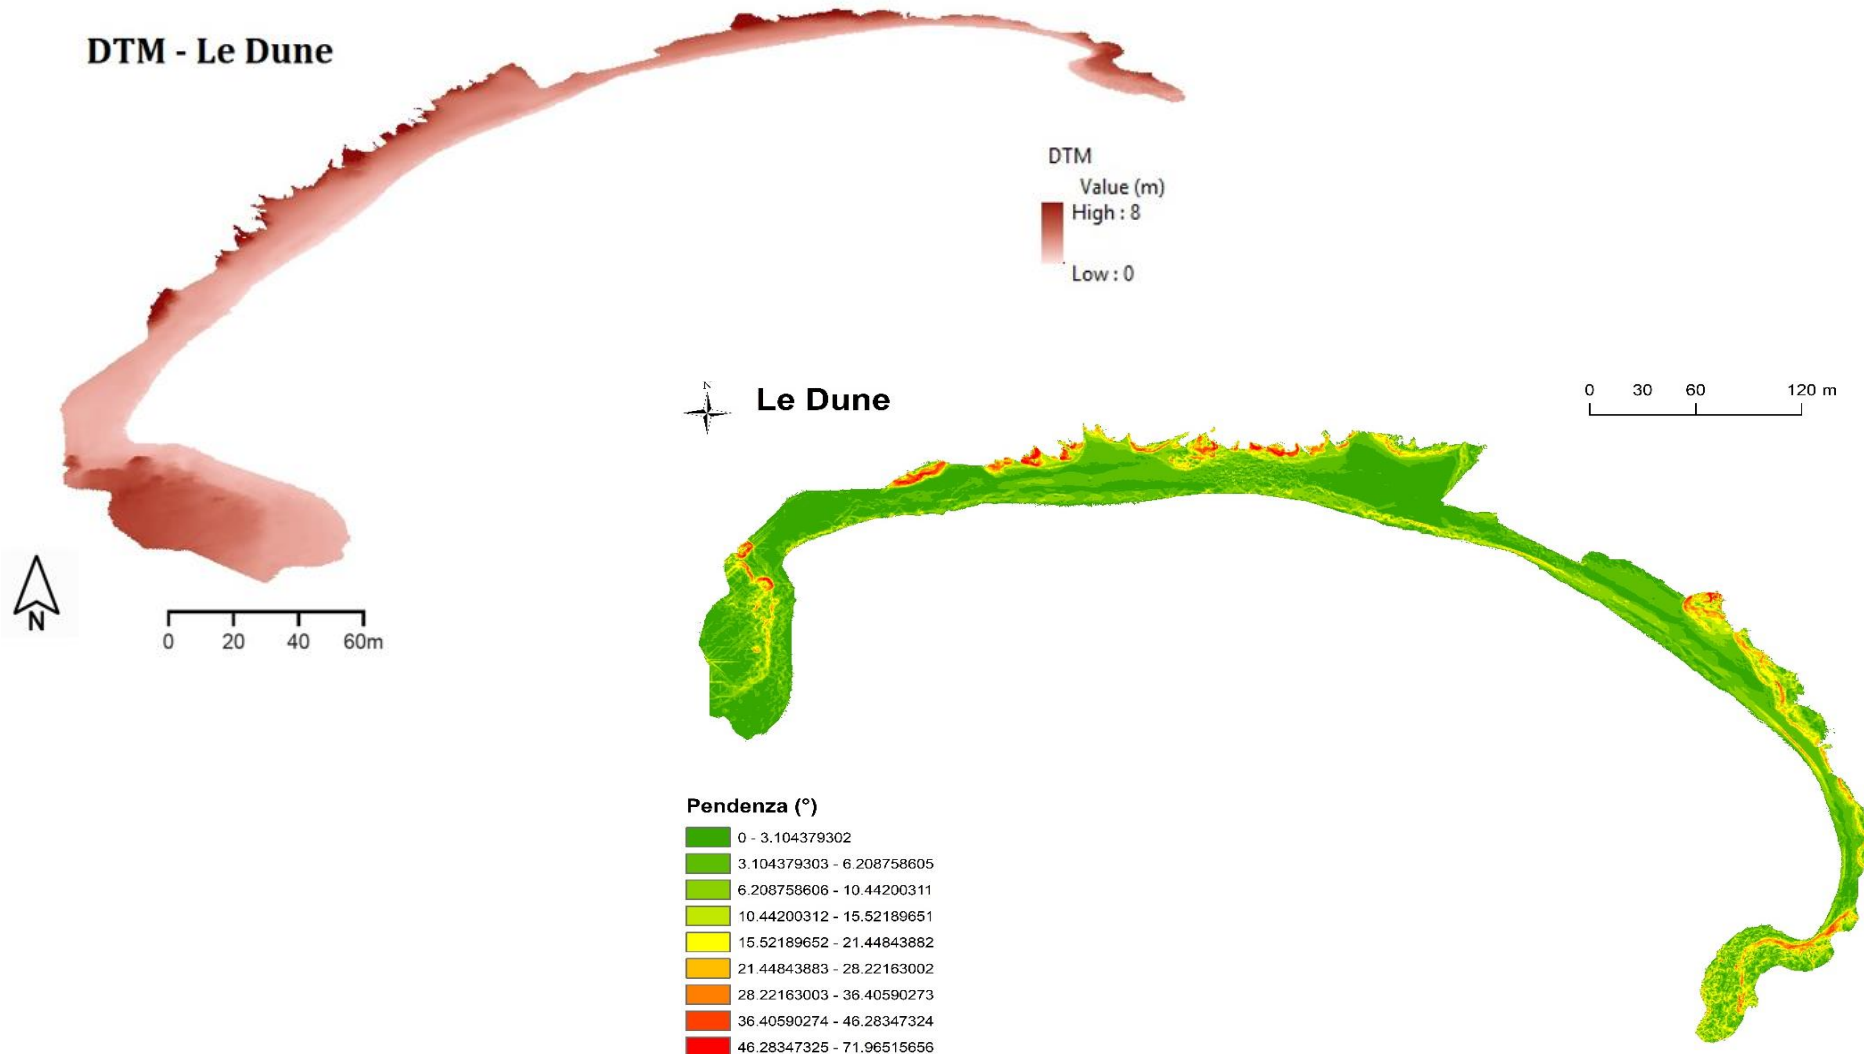 DTM - Le Dune
DTM
Value (m)
High : 8
Low : 0
N
0 20 40 60m
N
Le Dune
0 30 60 120 m
Pendenza (°)
0 - 3.104379302
3.104379303 - 6.208758605
6.208758606 - 10.44200311
10.44200312 - 15.52189651
15.52189652 - 21.44843882
21.44843883 - 28.22163002
28.22163003 - 36.40590273
36.40590274 - 46.28347324
46.28347325 - 71.96515656